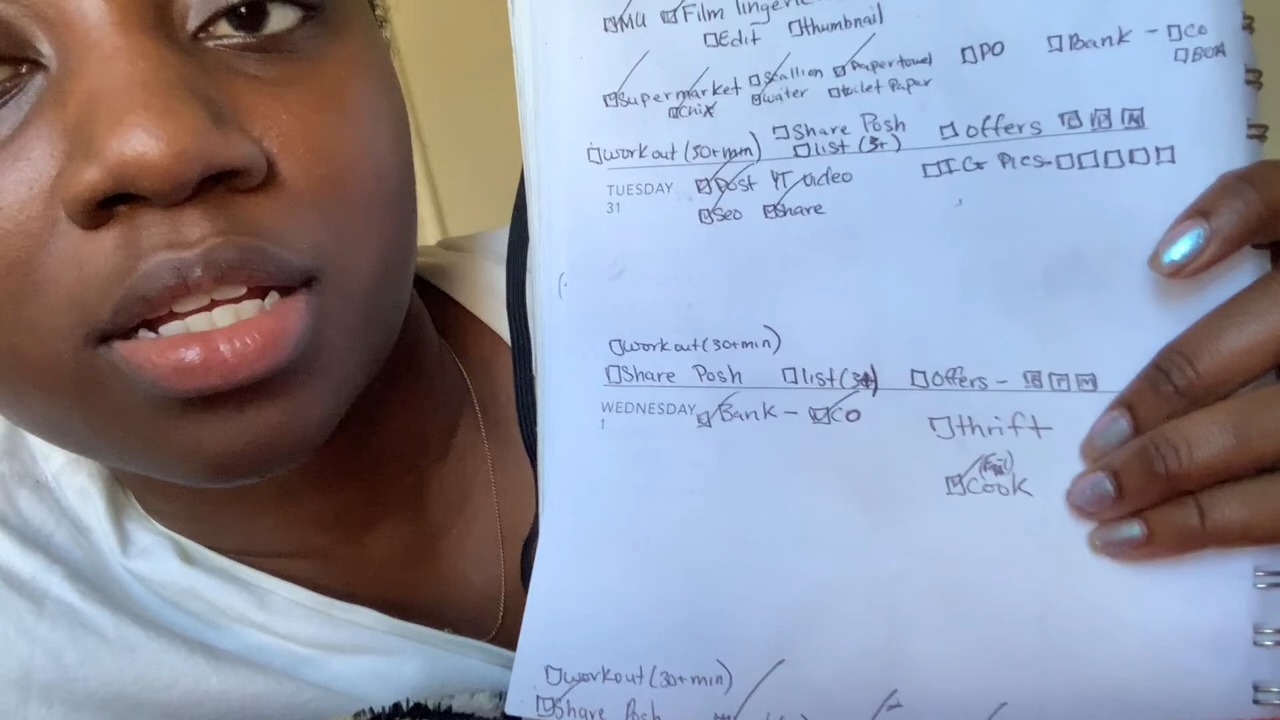 MU Film lingerie
Edit thumbnail
Supermarket Scallion Papertowel PO Bank - CO
Chix water toilet Paper BOA
Share Posh Offers
workout (30+min) list (3+)
TUESDAY Post YT video IG Pics-
31 Seo Share
workout (30+min)
Share Posh list (3+) Offers -
WEDNESDAY Bank - CO thrift
1 (Fail)
Cook
workout (30+min)
Share Posh